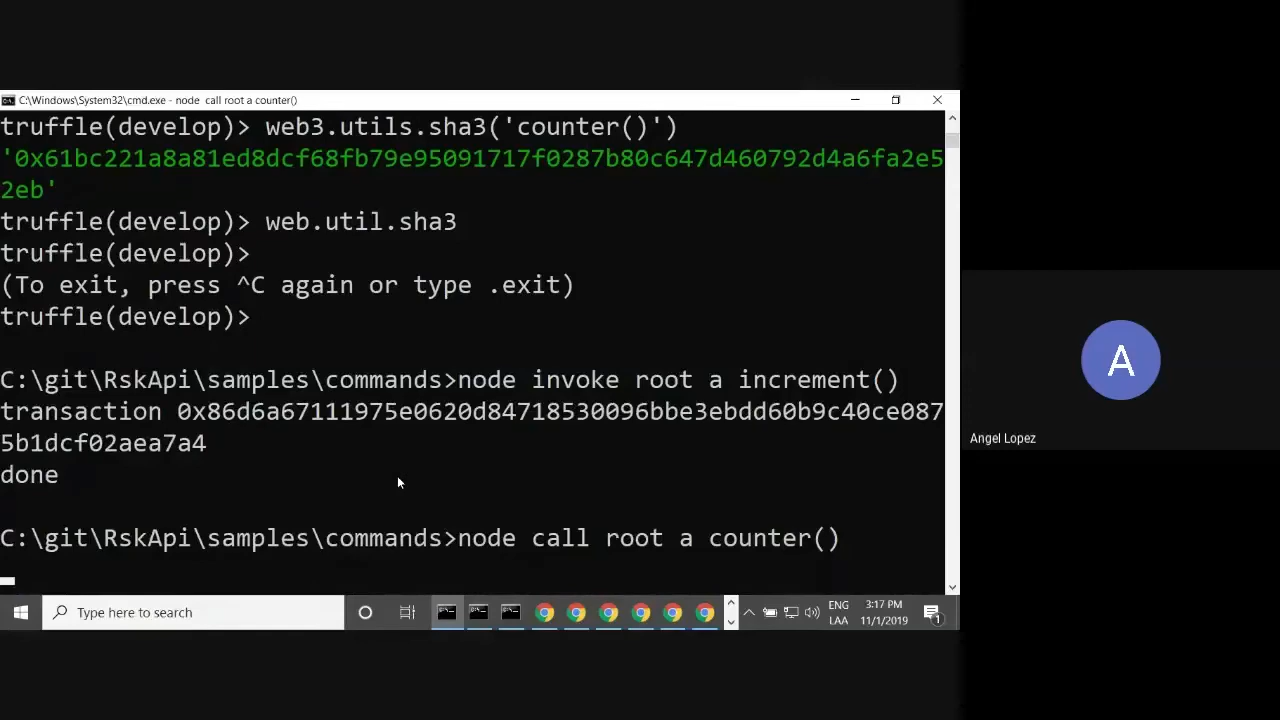 C:\Windows\System32\cmd.exe - node  call root a counter()
truffle(develop)> web3.utils.sha3('counter()')
'0x61bc221a8a81ed8dcf68fb79e95091717f0287b80c647d460792d4a6fa2e5
2eb'
truffle(develop)> web.util.sha3
truffle(develop)>
(To exit, press ^C again or type .exit)
truffle(develop)>
C:\git\RskApi\samples\commands>node invoke root a increment()
transaction 0x86d6a67111975e0620d84718530096bbe3ebdd60b9c40ce087
5b1dcf02aea7a4
done
C:\git\RskApi\samples\commands>node call root a counter()
A
Angel Lopez
Type here to search
ENG
LAA
3:17 PM
11/1/2019
1